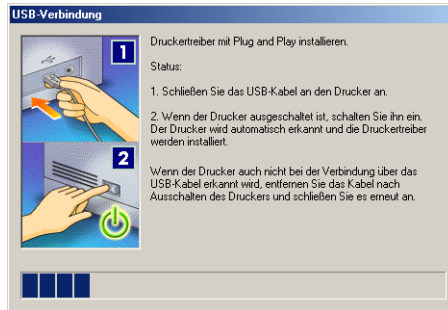 USB-Verbindung
1
Druckertreiber mit Plug and Play installieren.
Status:
1. Schließen Sie das USB-Kabel an den Drucker an.
2. Wenn der Drucker ausgeschaltet ist, schalten Sie ihn ein.
Der Drucker wird automatisch erkannt und die Druckertreiber
werden installiert.
2
Wenn der Drucker auch nicht bei der Verbindung über das
USB-Kabel erkannt wird, entfernen Sie das Kabel nach
Ausschalten des Druckers und schließen Sie es erneut an.